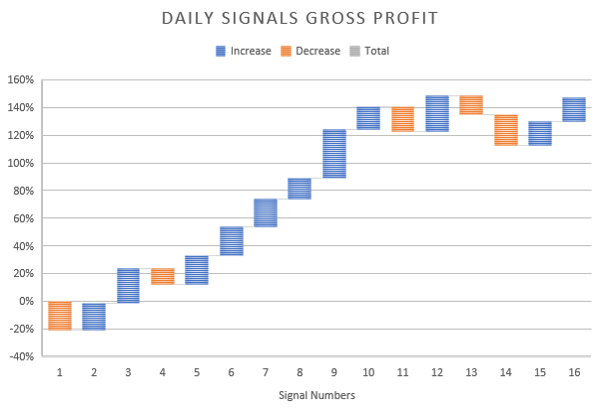 DAILY SIGNALS GROSS PROFIT
Increase Decrease Total
160%
140%
120%
100%
80%
60%
40%
20%
0%
-20%
-40%
1 2 3 4 5 6 7 8 9 10 11 12 13 14 15 16
Signal Numbers